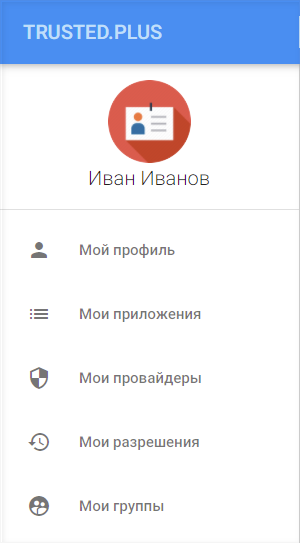 TRUSTED.PLUS
Иван Иванов
Мой профиль
Мои приложения
Мои провайдеры
Мои разрешения
Мои группы